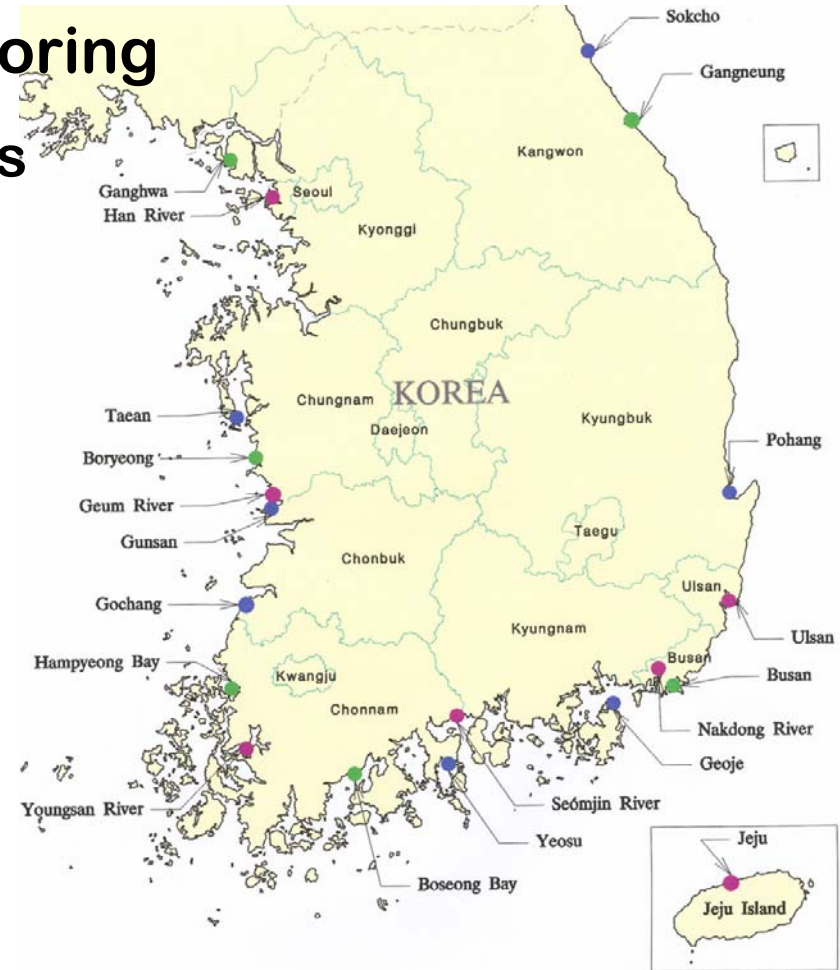 oring
s
Sokcho
Gangneung
Kangwon
Ganghwa
Seoul
Han River
Kyonggi
Chungbuk
KOREA
Chungnam
Daejeon
Taean
Kyungbuk
Pohang
Boryeong
Geum River
Gunsan
Taegu
Chonbuk
Ulsan
Gochang
Kyungnam
Ulsan
Hampyeong Bay
Busan
Kwangju
Busan
Chonnam
Nakdong River
Geoje
Youngsan River
Seómjin River
Yeosu
Jeju
Boseong Bay
Jeju Island